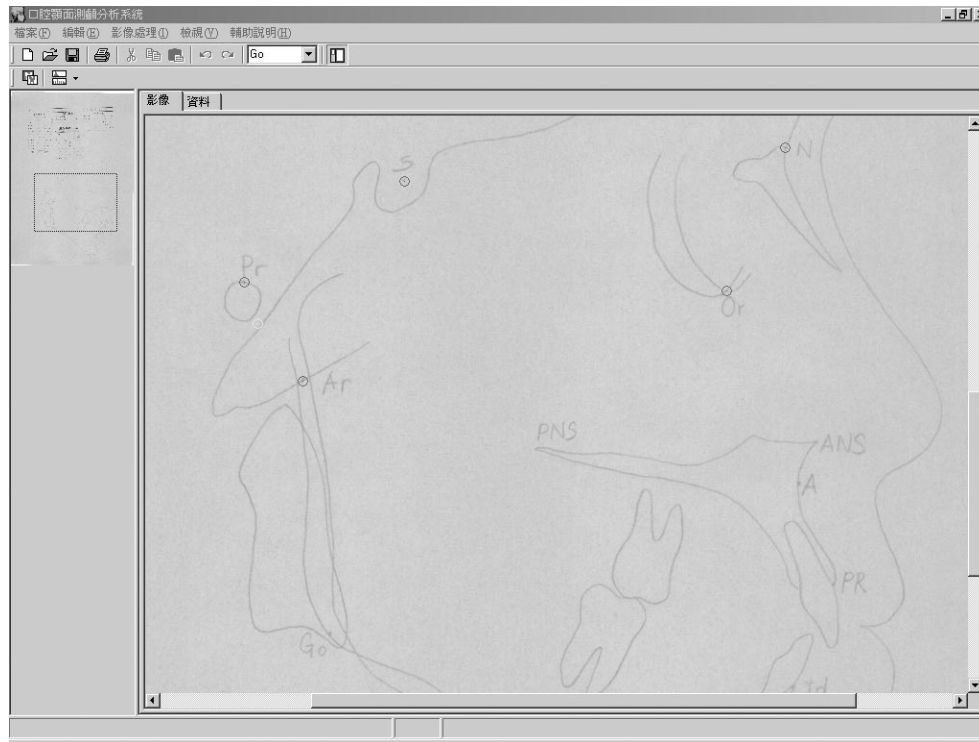 口腔顎面測顱分析系統
檔案(F) 編輯(E) 影像處理(I) 檢視(V) 輔助說明(H)
Go
影像 資料
S
N
Pr
Or
Ar
PNS
ANS
A
PR
Go
Id